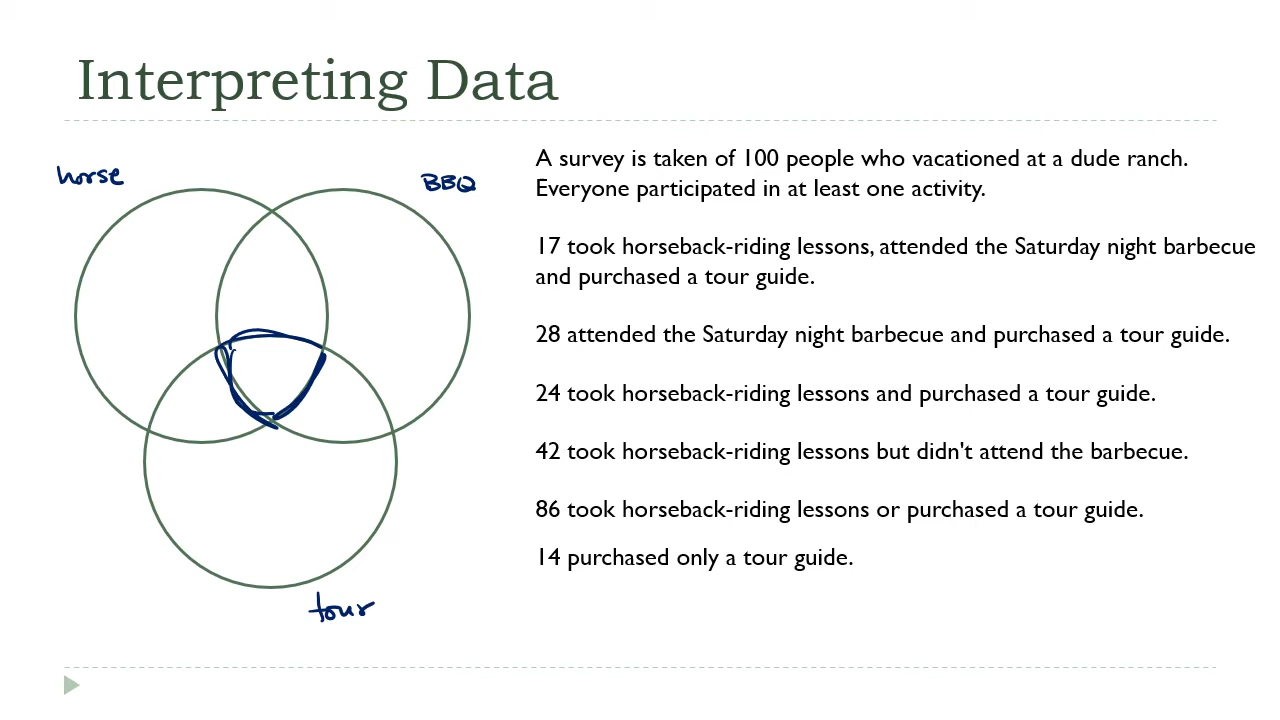 Interpreting Data
horse
BBQ
tour
A survey is taken of 100 people who vacationed at a dude ranch.
Everyone participated in at least one activity.
17 took horseback-riding lessons, attended the Saturday night barbecue
and purchased a tour guide.
28 attended the Saturday night barbecue and purchased a tour guide.
24 took horseback-riding lessons and purchased a tour guide.
42 took horseback-riding lessons but didn't attend the barbecue.
86 took horseback-riding lessons or purchased a tour guide.
14 purchased only a tour guide.